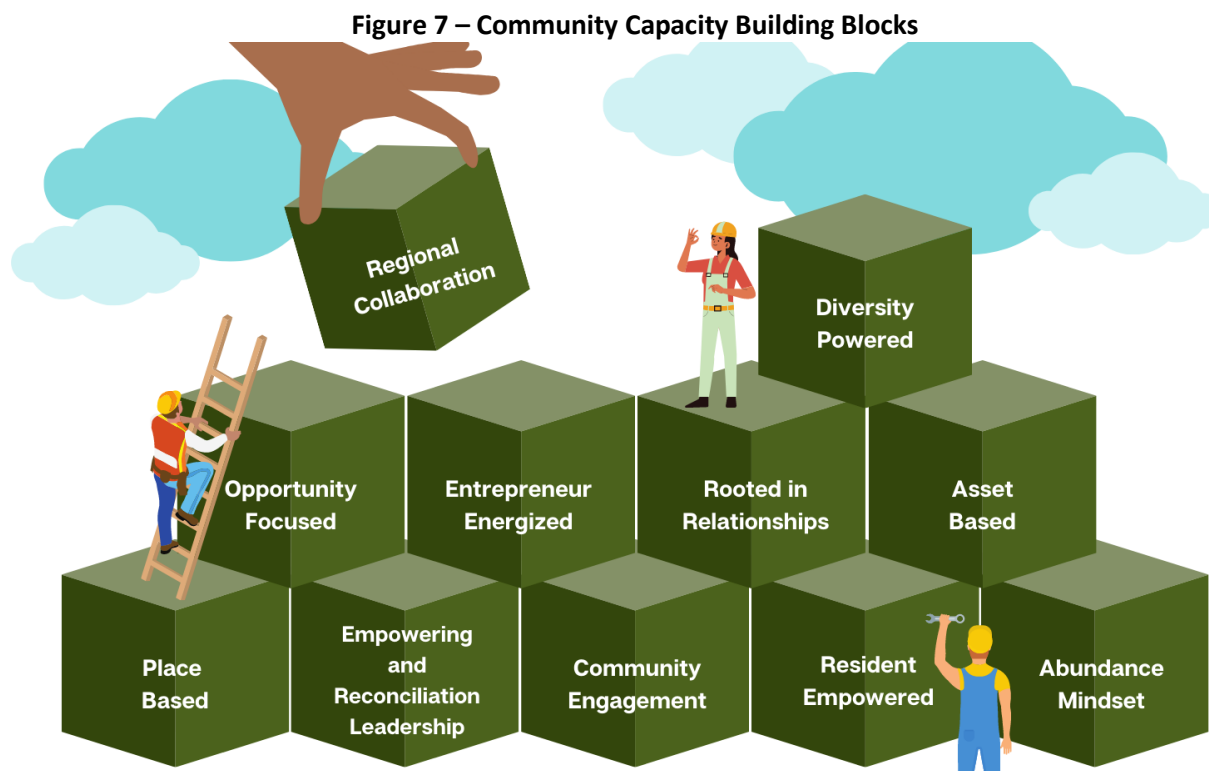 Figure 7 – Community Capacity Building Blocks
Regional
Collaboration
Diversity
Powered
Opportunity
Focused
Entrepreneur
Energized
Rooted in
Relationships
Asset
Based
Place
Based
Empowering
and
Reconciliation
Leadership
Community
Engagement
Resident
Empowered
Abundance
Mindset